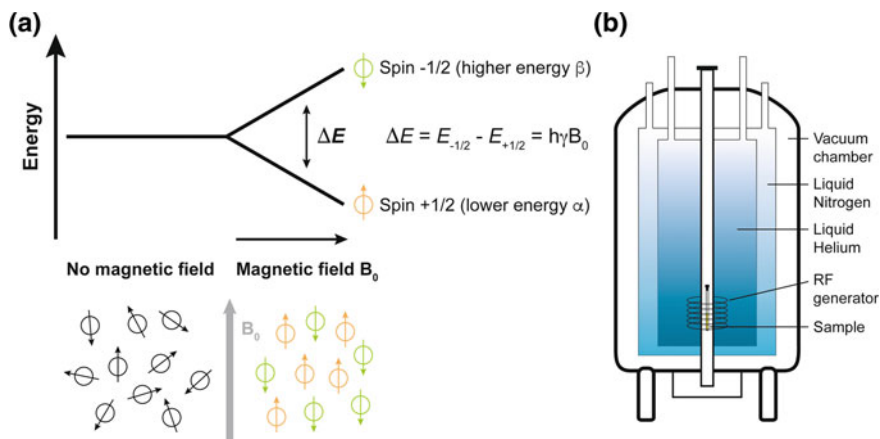 (a)
Energy
Spin -1/2 (higher energy β)
ΔE
ΔE = E-1/2 - E+1/2 = hγB0
Spin +1/2 (lower energy α)
No magnetic field
Magnetic field B0
B0
(b)
Vacuum
chamber
Liquid
Nitrogen
Liquid
Helium
RF
generator
Sample